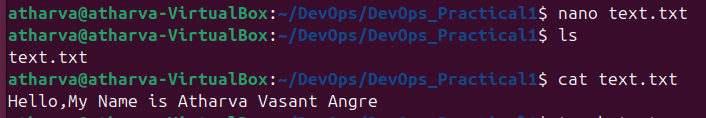 atharva@atharva-VirtualBox:~/DevOps/DevOps_Practical1$ nano text.txt
atharva@atharva-VirtualBox:~/DevOps/DevOps_Practical1$ ls
text.txt
atharva@atharva-VirtualBox:~/DevOps/DevOps_Practical1$ cat text.txt
Hello,My Name is Atharva Vasant Angre